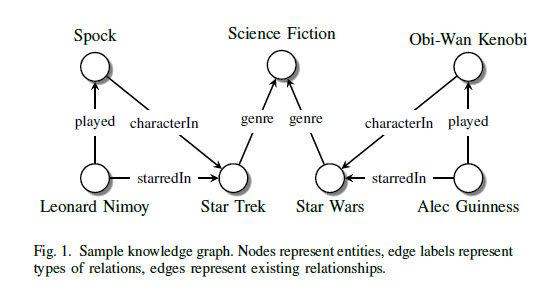 Spock
Science Fiction
Obi-Wan Kenobi
played
characterIn
genre
genre
characterIn
played
starredIn
starredIn
Leonard Nimoy
Star Trek
Star Wars
Alec Guinness
Fig. 1. Sample knowledge graph. Nodes represent entities, edge labels represent
types of relations, edges represent existing relationships.